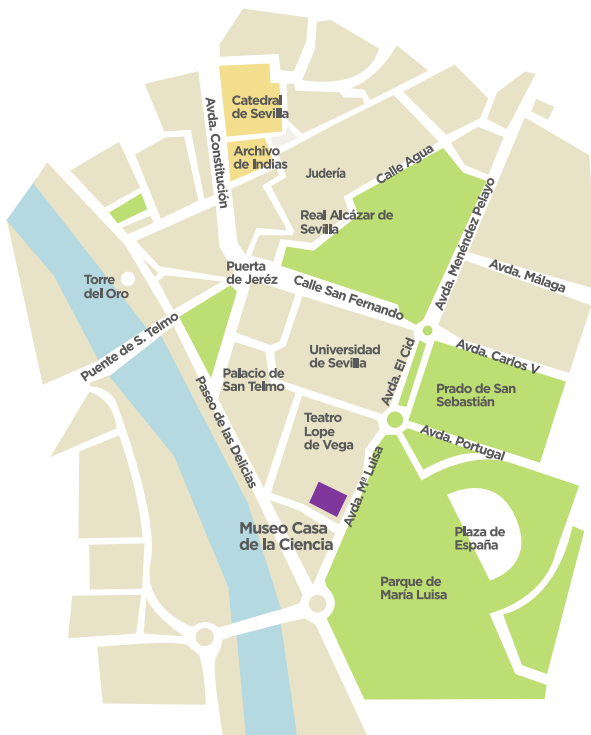 Catedral
de Sevilla
Avda. Constitución
Archivo
de Indias
Judería
Calle Agua
Real Alcázar de
Sevilla
Avda. Menéndez Pelayo
Puerta
de Jeréz
Avda. Málaga
Torre
del Oro
Calle San Fernando
Puente de S. Telmo
Universidad
de Sevilla
Avda. El Cid
Avda. Carlos V
Palacio de
San Telmo
Paseo de las Delicias
Prado de San
Sebastián
Teatro
Lope
de Vega
Avda. Portugal
Avda. Mª Luisa
Museo Casa
de la Ciencia
Plaza de
España
Parque de
María Luisa